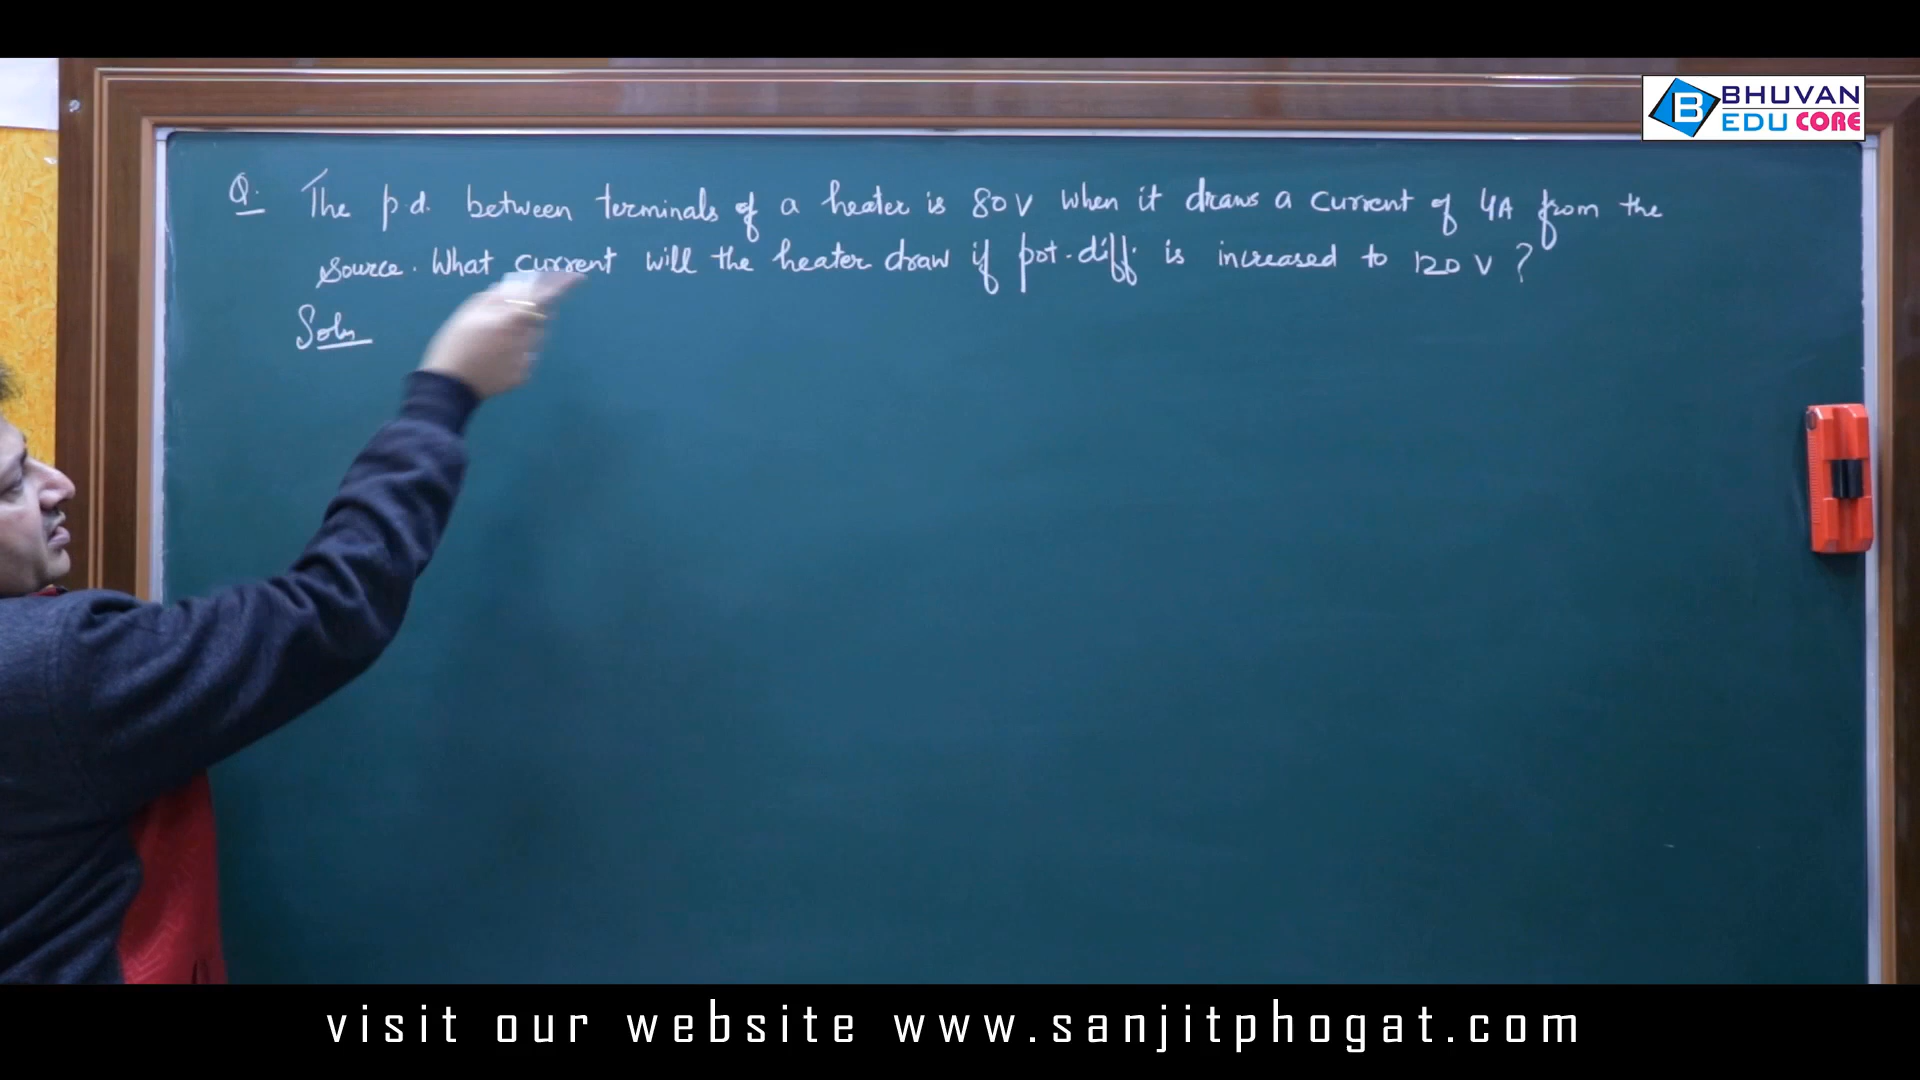 BHUVAN
EDU CORE
Q. The p.d. between terminals of a heater is 80 V when it draws a current of 4A from the
source. What current will the heater draw if pot. diff. is increased to 120 V ?
Soln
visit our website www.sanjitphogat.com